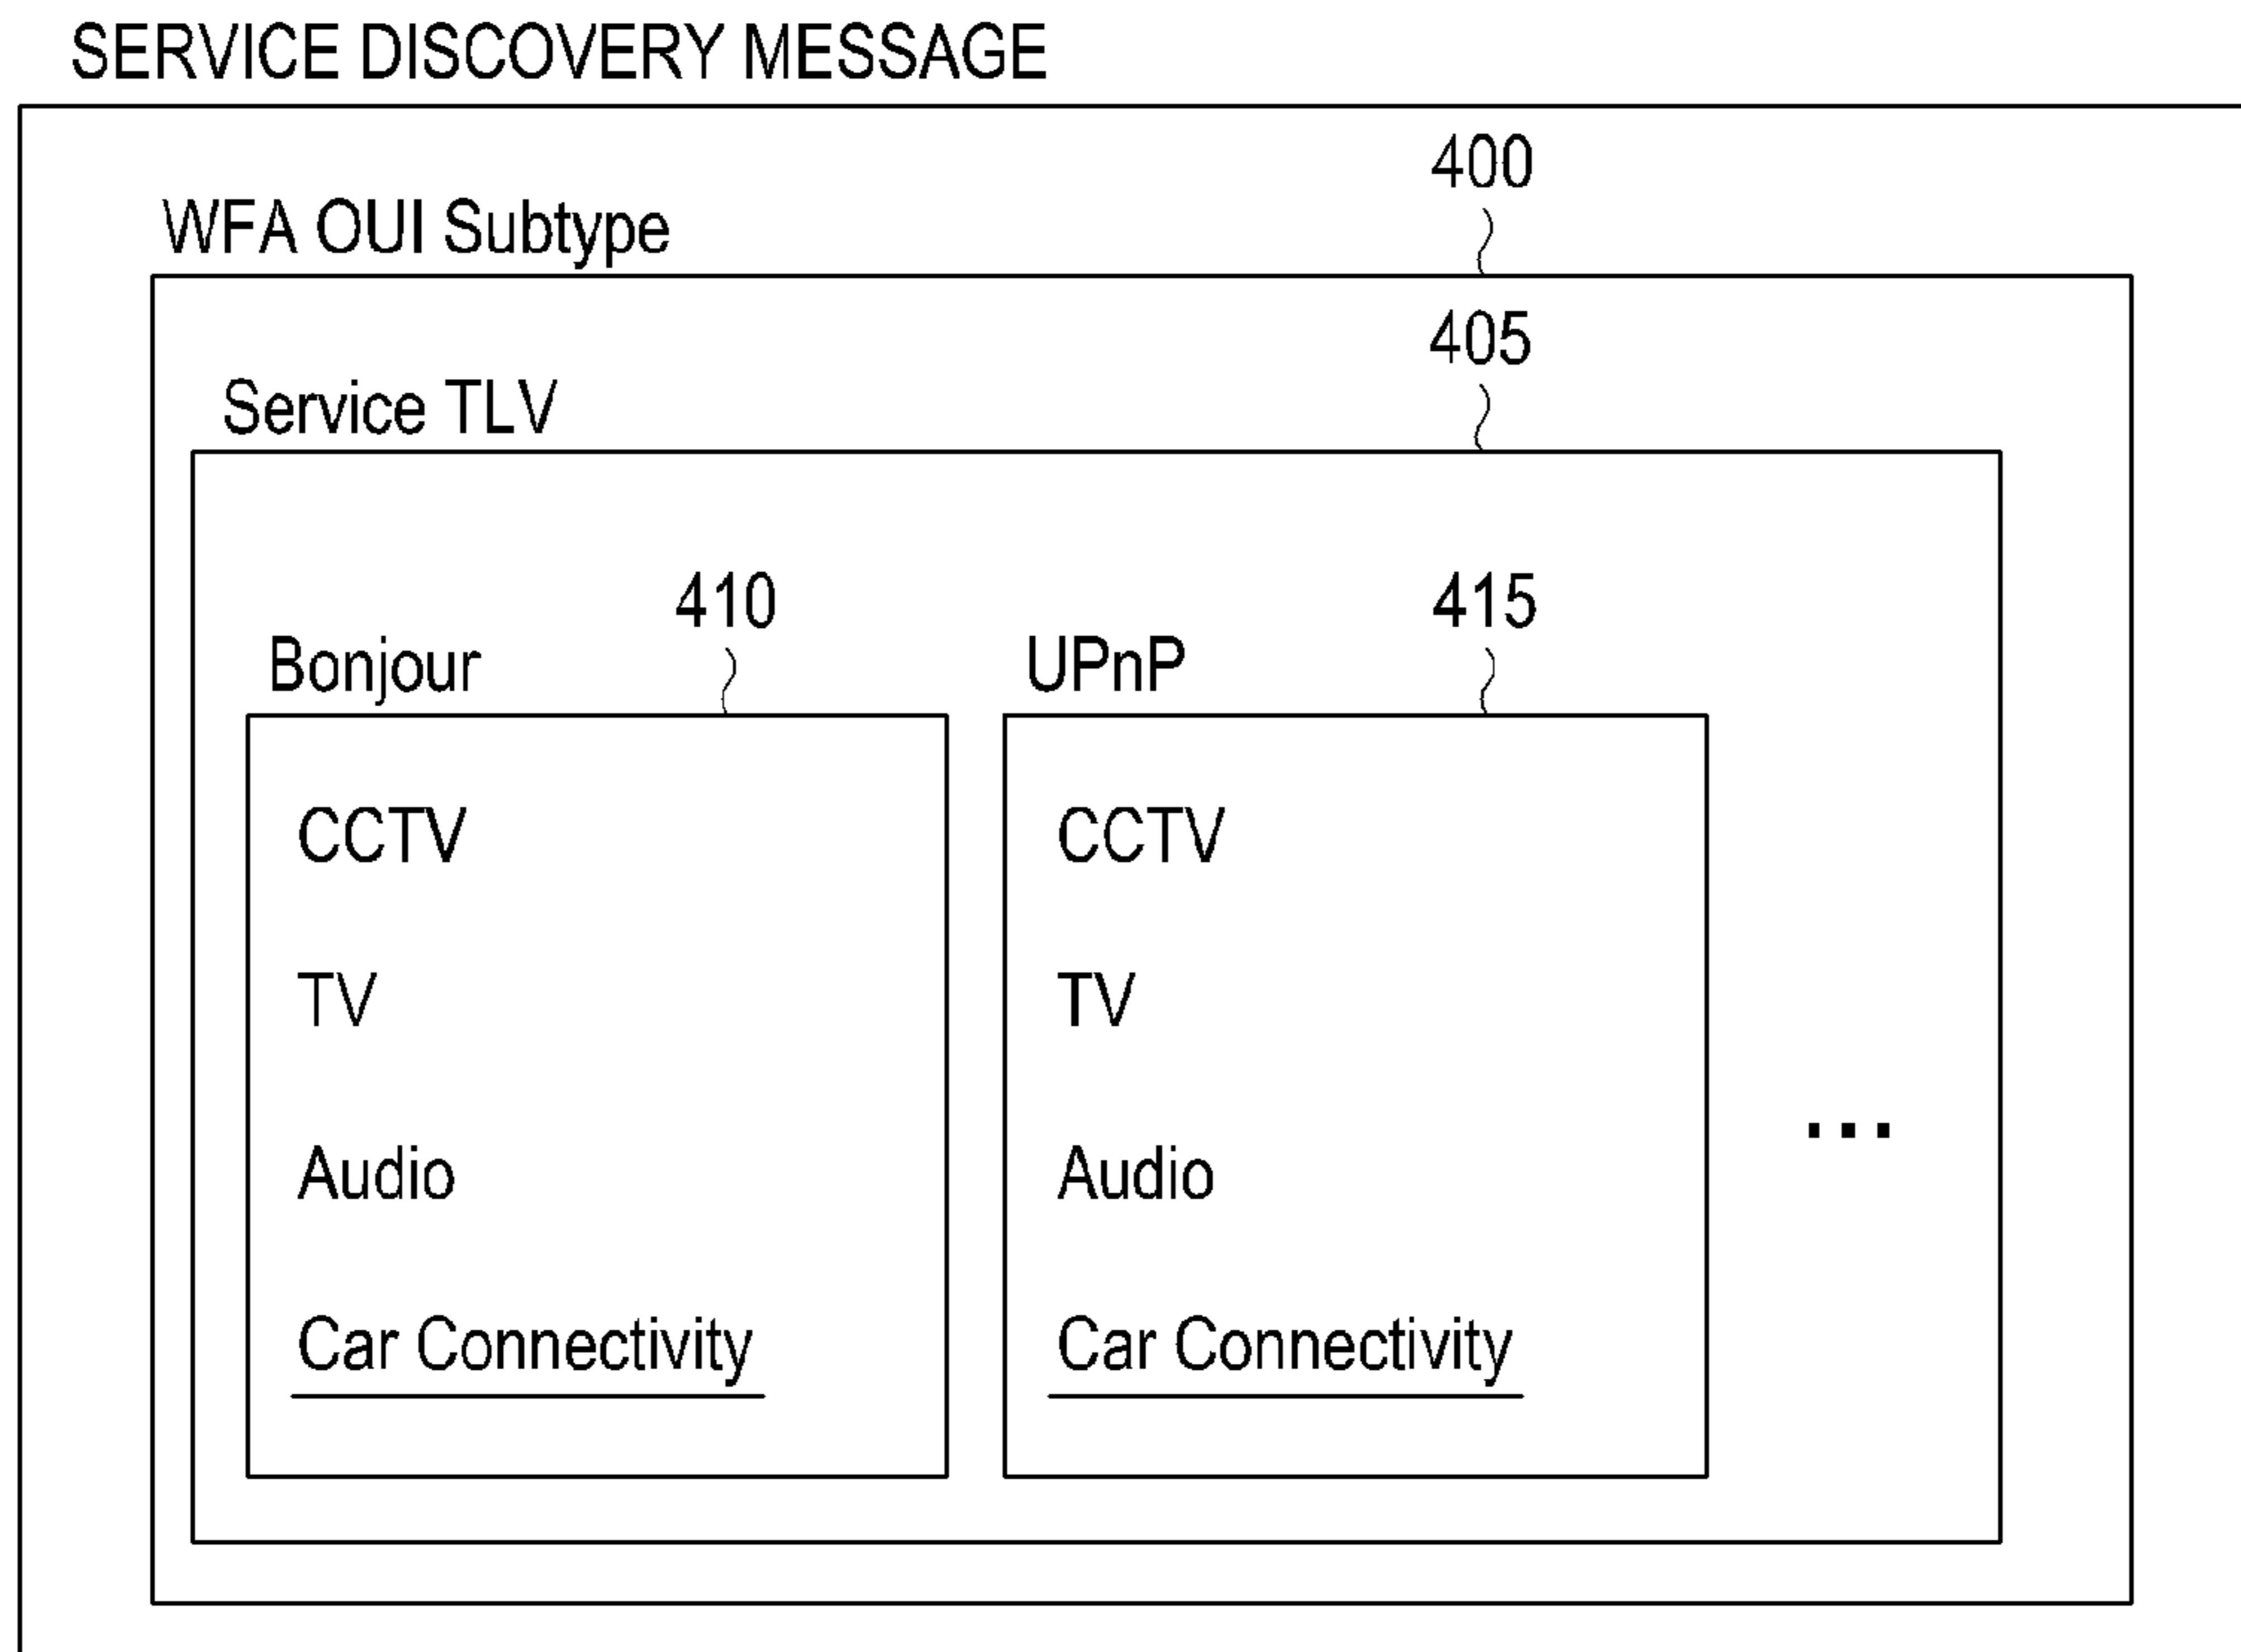 SERVICE DISCOVERY MESSAGE
400
WFA OUI Subtype
405
Service TLV
410 415
Bonjour UPnP
CCTV CCTV
TV TV
Audio Audio
...
Car Connectivity Car Connectivity